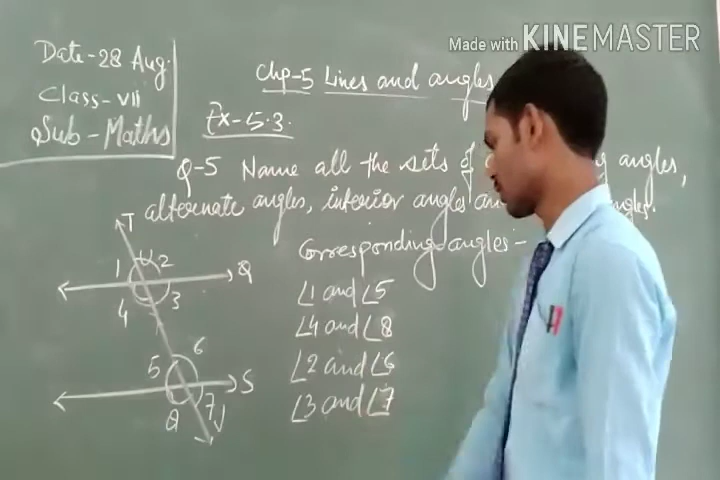 Made with KINEMASTER
Date-28 Aug.
Class-VII
Sub-Maths
Chp-5 Lines and angles
Ex-5.3
Q-5 Name all the sets of angles,
alternate angles, interior angles
Corresponding angles-
∠1 and ∠5
∠4 and ∠8
∠2 and ∠6
∠3 and ∠7
T
1 2
Q
4 3
6
5
S
7